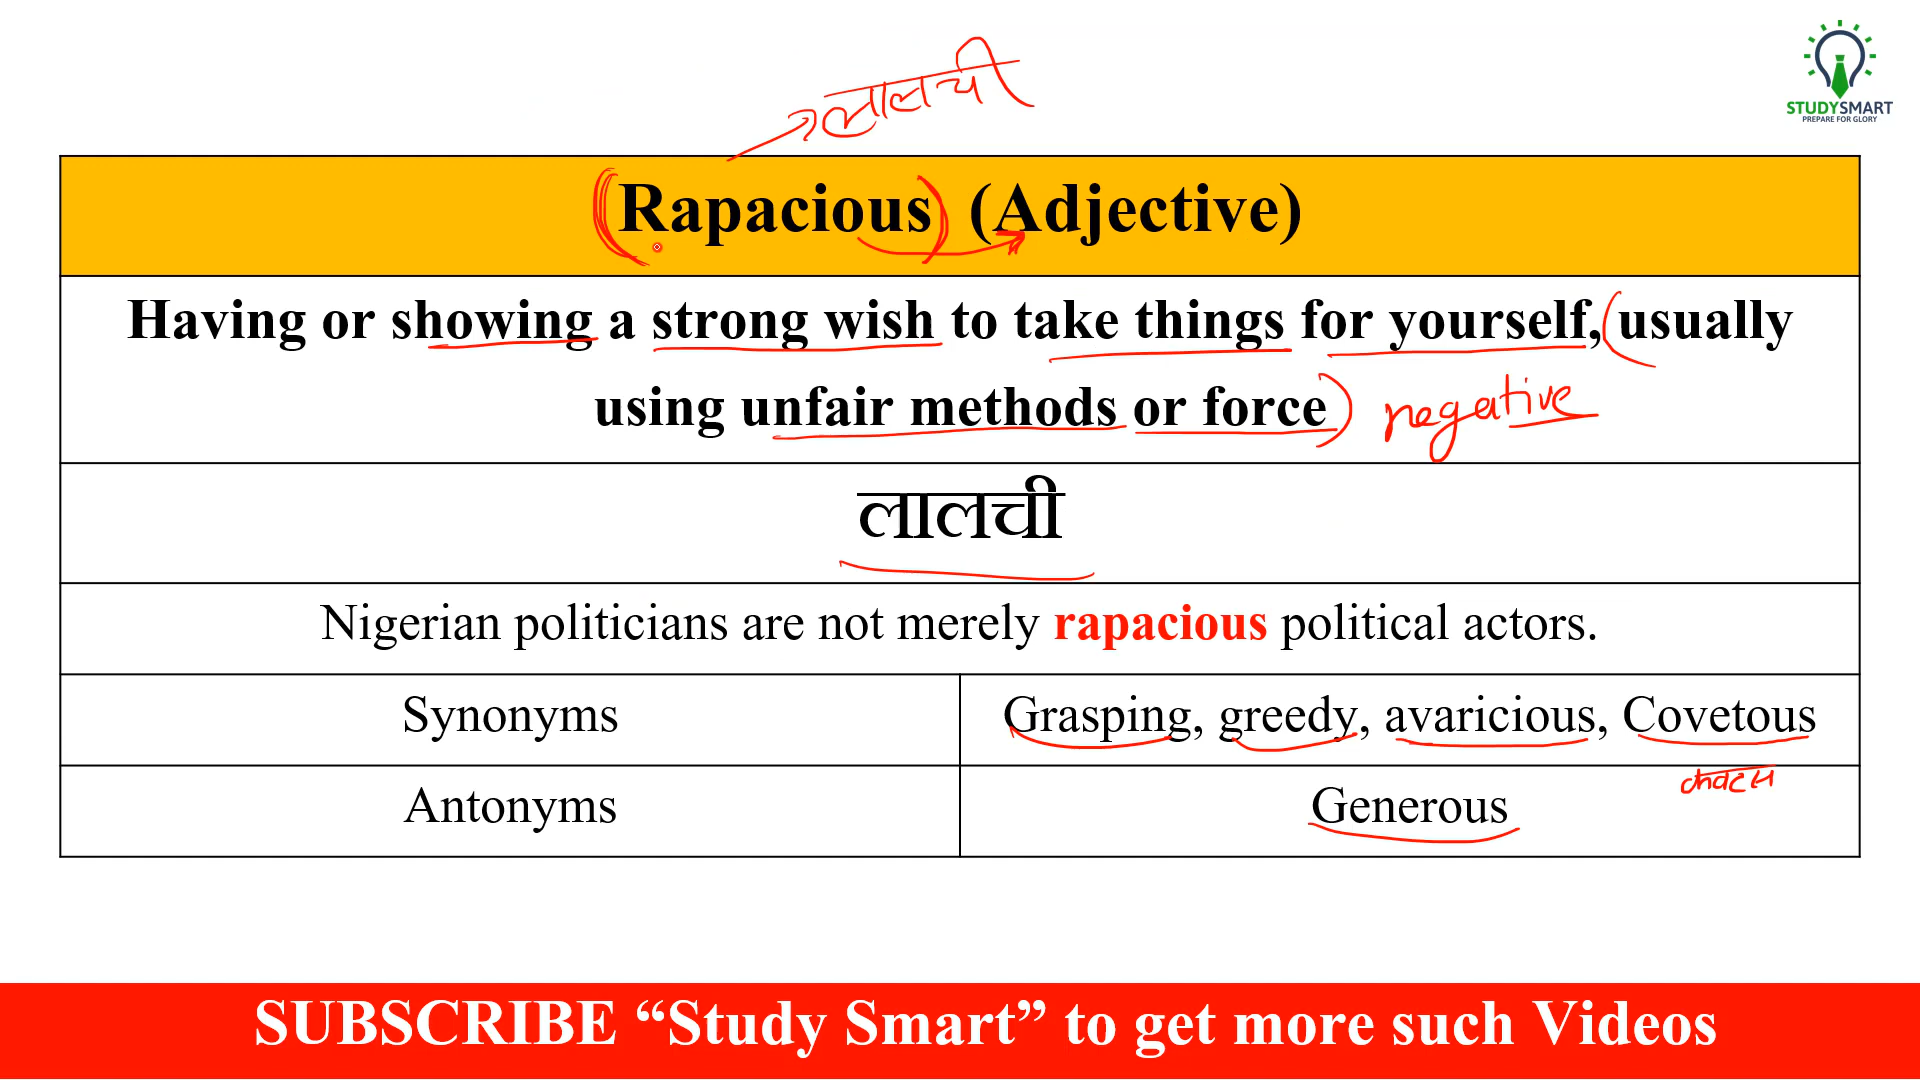 लालची
STUDYSMART
PREPARE FOR GLORY
Rapacious (Adjective)
Having or showing a strong wish to take things for yourself, usually
using unfair methods or force negative
लालची
Nigerian politicians are not merely rapacious political actors.
Synonyms Grasping, greedy, avaricious, Covetous
Antonyms Generous
SUBSCRIBE “Study Smart” to get more such Videos